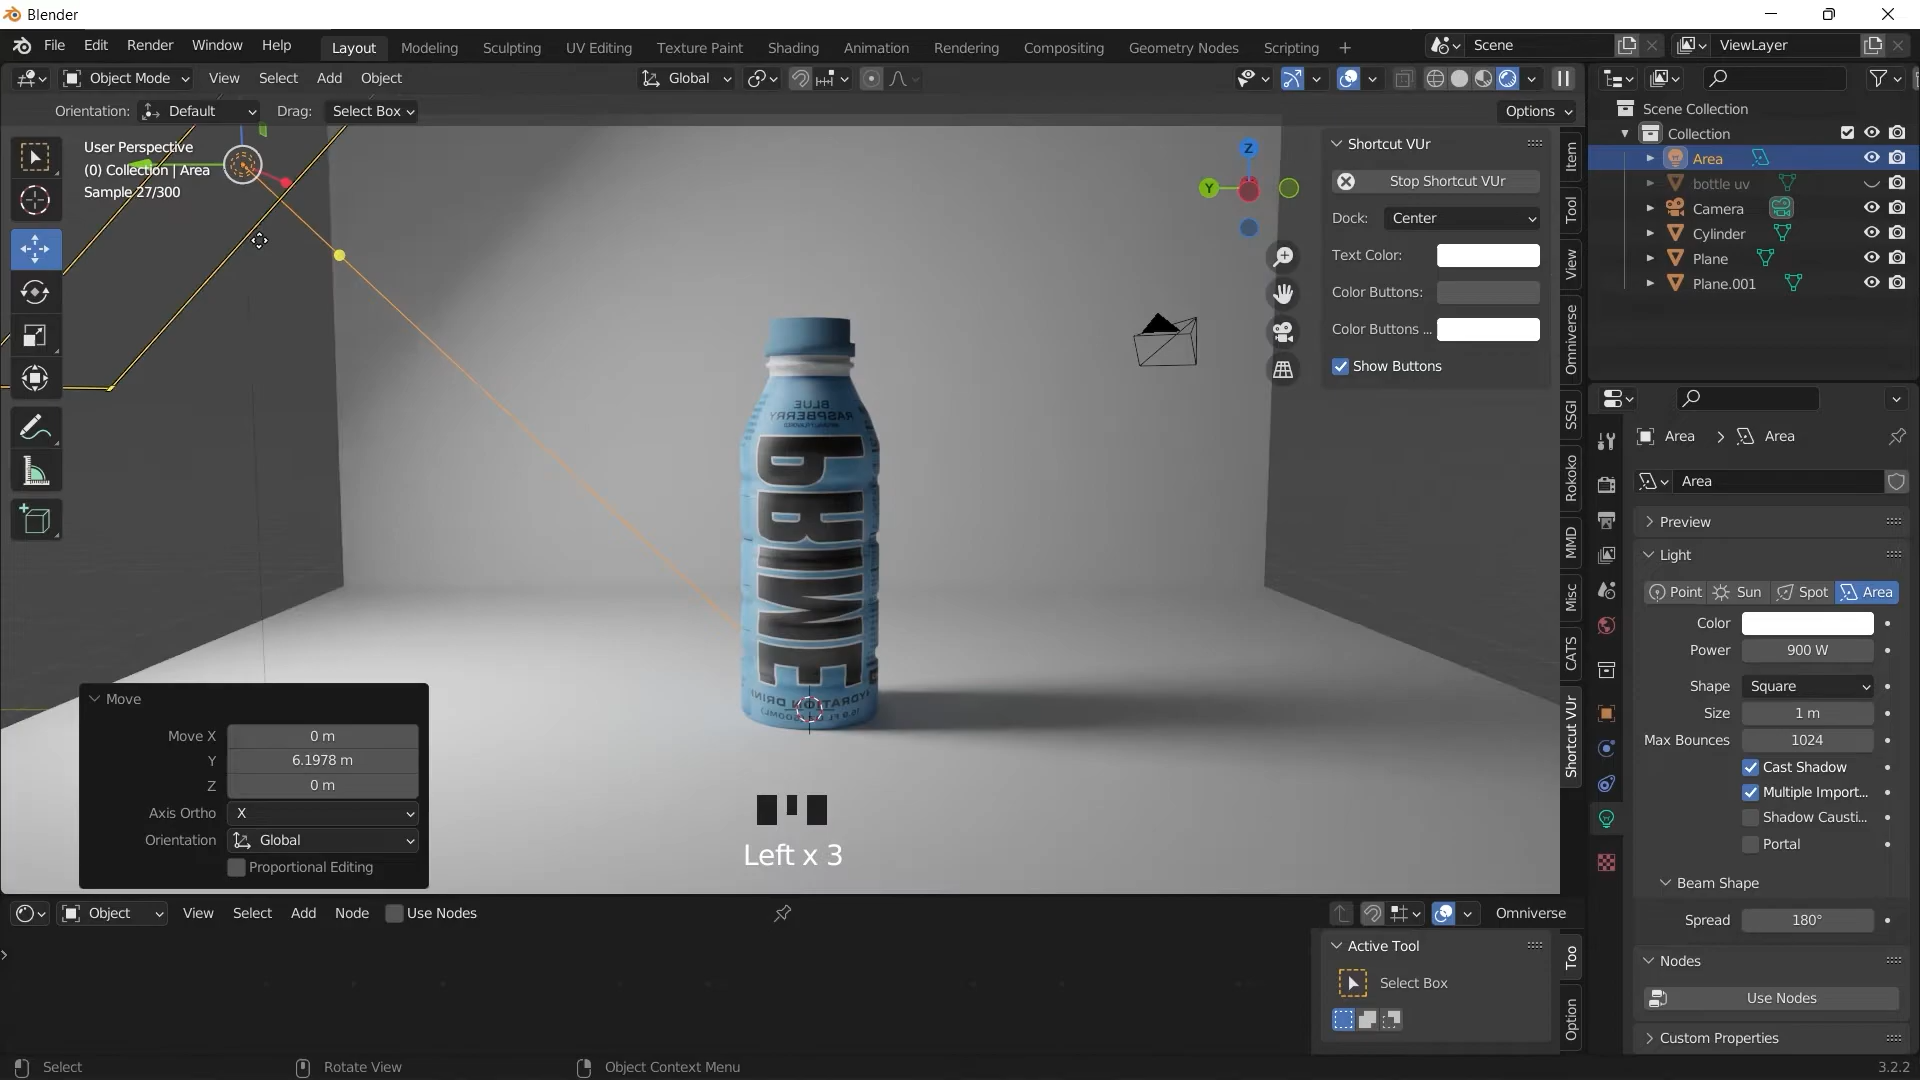 Blender
File Edit Render Window Help
Layout Modeling Sculpting UV Editing Texture Paint Shading Animation Rendering Compositing Geometry Nodes Scripting +
Scene
ViewLayer
Object Mode View Select Add Object
Global
Orientation: Default Drag: Select Box
Options
User Perspective
(0) Collection | Area
Sample 27/300
Z
Y
Shortcut VUr
Stop Shortcut VUr
Dock: Center
Text Color:
Color Buttons:
Color Buttons ...
Show Buttons
Item
Tool
View
Omniverse
SSGI
Rokoko
MMD
Misc
CATS
Shortcut VUr
Scene Collection
Collection
Area
bottle uv
Camera
Cylinder
Plane
Plane.001
BLUE
RASPBERRY
PRIME
HYDRATION DRINK
Move
Move X 0 m
Y 6.1978 m
Z 0 m
Axis Ortho X
Orientation Global
Proportional Editing
Left x 3
Area > Area
Area
Preview
Light
Point Sun Spot Area
Color
Power 900 W
Shape Square
Size 1 m
Max Bounces 1024
Cast Shadow
Multiple Import...
Shadow Causti...
Portal
Beam Shape
Spread 180°
Nodes
Use Nodes
Custom Properties
Object View Select Add Node Use Nodes
Omniverse
Active Tool
Select Box
Too
Option
Select Rotate View Object Context Menu
3.2.2